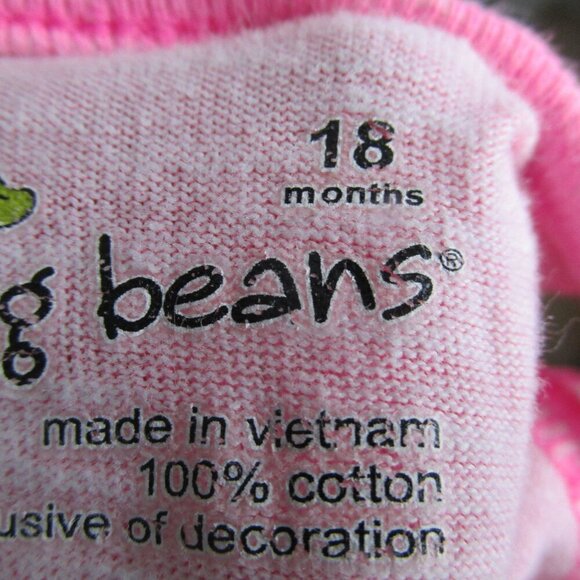 18
months
g beans®
made in vietnam
100% cotton
usive of decoration